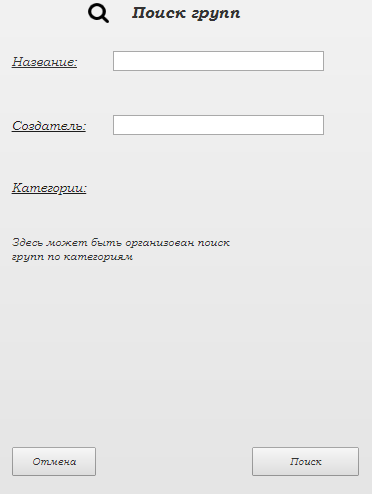 Поиск групп
Название:
Создатель:
Категории:
Здесь может быть организован поиск
групп по категориям
Отмена
Поиск